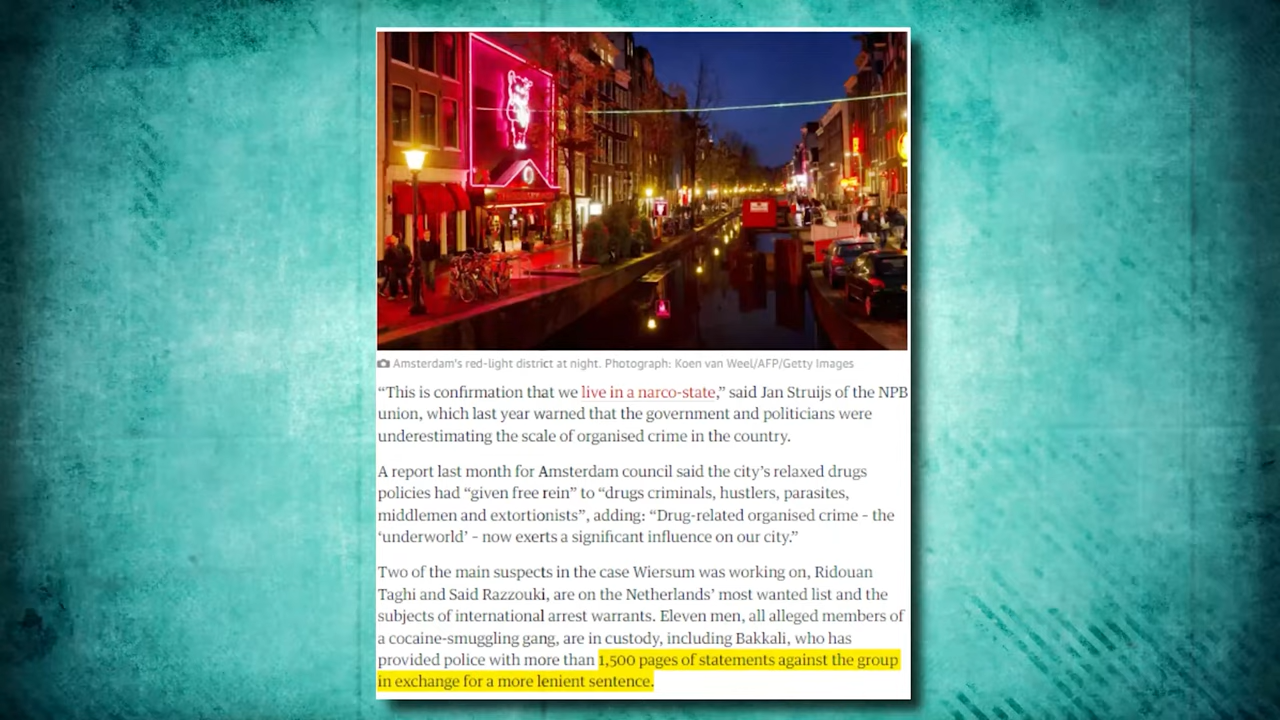 Amsterdam's red-light district at night. Photograph: Koen van Weel/AFP/Getty Images
“This is confirmation that we live in a narco-state,” said Jan Struijs of the NPB
union, which last year warned that the government and politicians were
underestimating the scale of organised crime in the country.
A report last month for Amsterdam council said the city’s relaxed drugs
policies had “given free rein” to “drugs criminals, hustlers, parasites,
middlemen and extortionists”, adding: “Drug-related organised crime – the
‘underworld’ – now exerts a significant influence on our city.”
Two of the main suspects in the case Wiersum was working on, Ridouan
Taghi and Said Razzouki, are on the Netherlands’ most wanted list and the
subjects of international arrest warrants. Eleven men, all alleged members of
a cocaine-smuggling gang, are in custody, including Bakkali, who has
provided police with more than 1,500 pages of statements against the group
in exchange for a more lenient sentence.